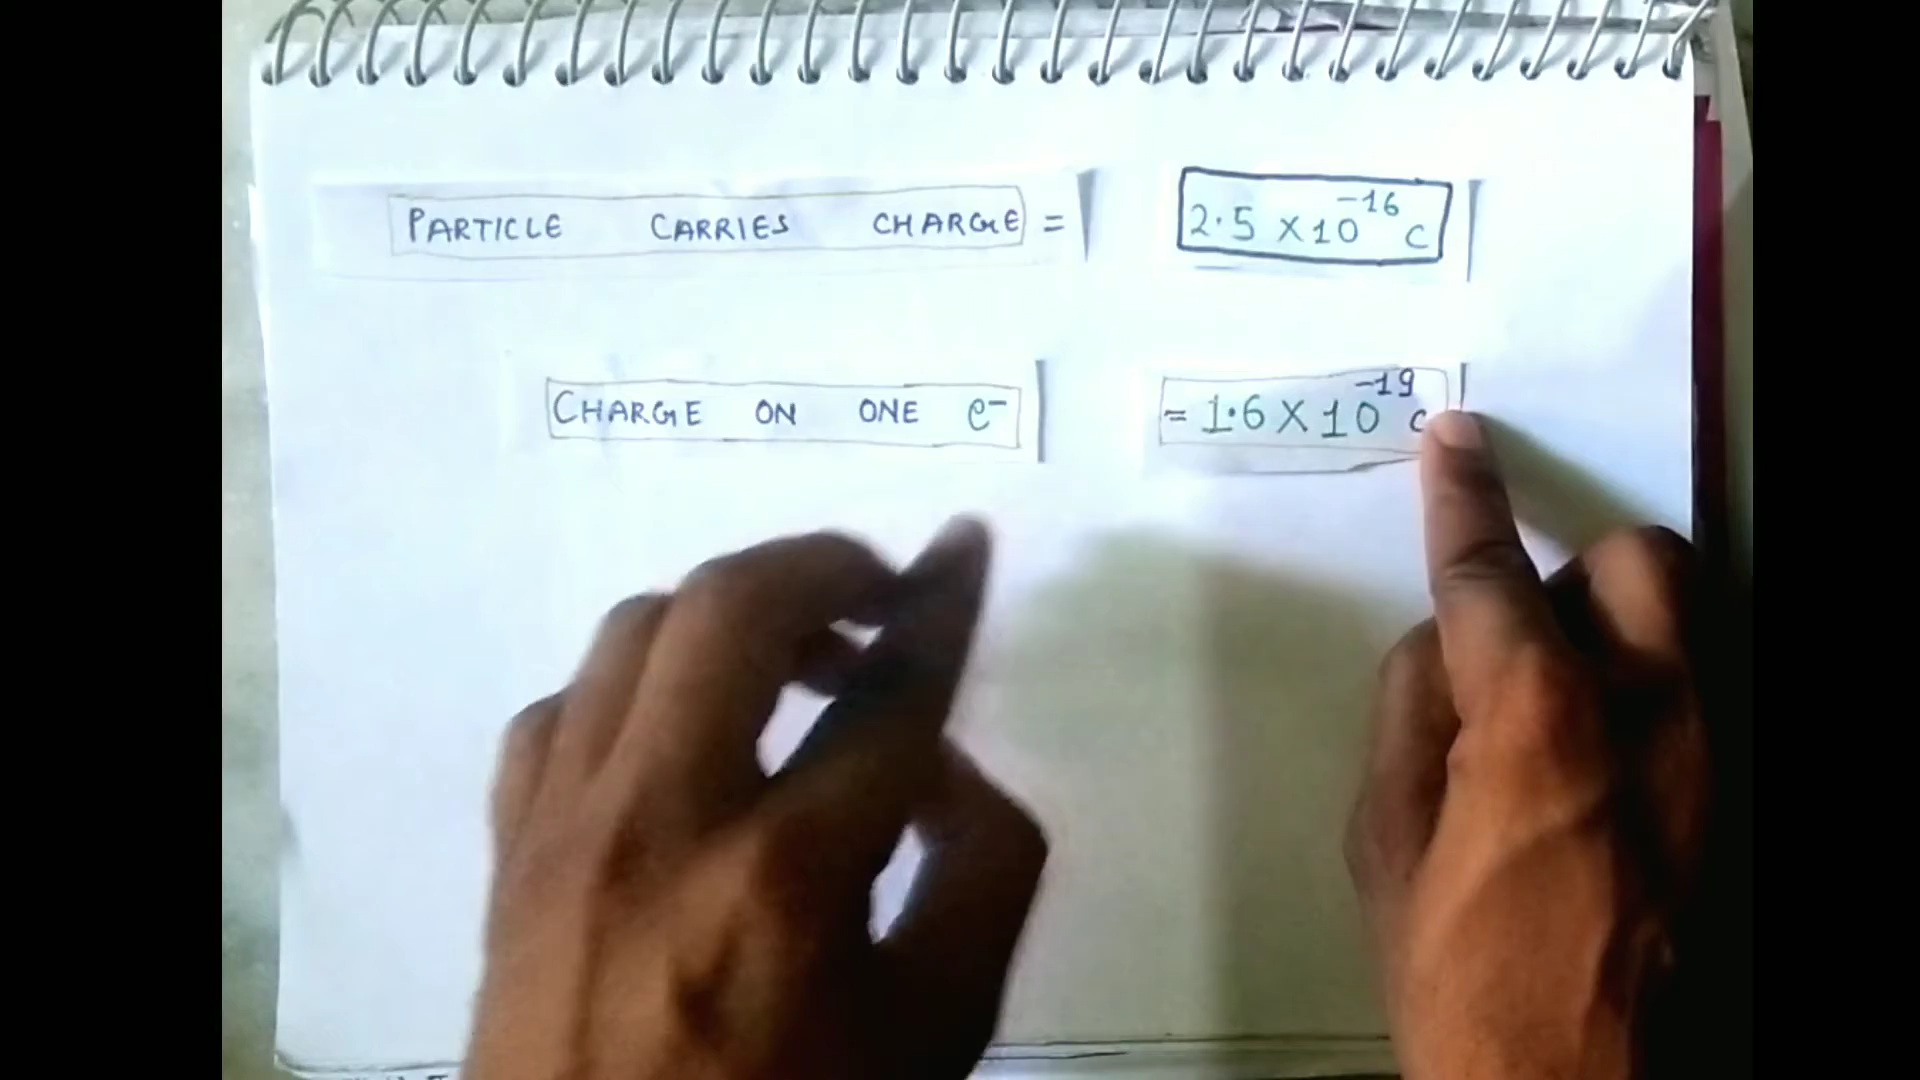 PARTICLE CARRIES CHARGE = 2.5 x 10⁻¹⁶ C
CHARGE ON ONE e⁻ = 1.6 X 10⁻¹⁹ C